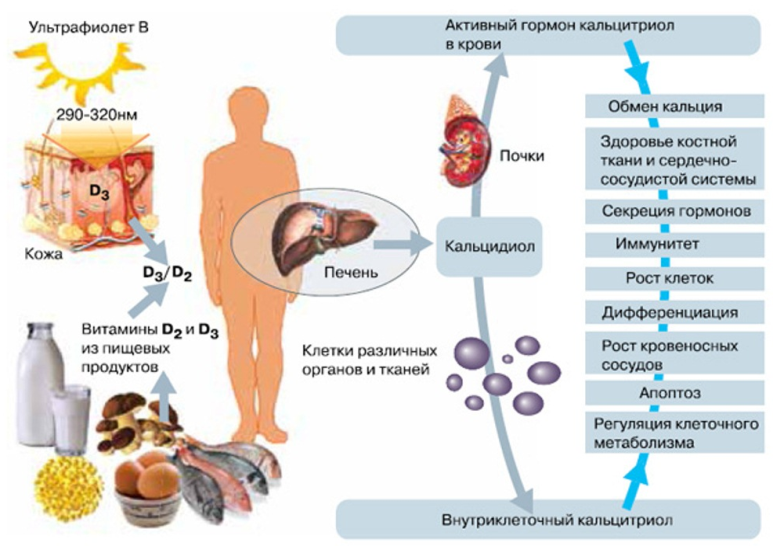 Ультрафиолет В
290-320нм
D3
Кожа
D3/D2
Витамины D2 и D3
из пищевых
продуктов
Печень
Клетки различных
органов и тканей
Активный гормон кальцитриол
в крови
Почки
Кальцидиол
Внутриклеточный кальцитриол
Обмен кальция
Здоровье костной
ткани и сердечно-
сосудистой системы
Секреция гормонов
Иммунитет
Рост клеток
Дифференциация
Рост кровеносных
сосудов
Апоптоз
Регуляция клеточного
метаболизма